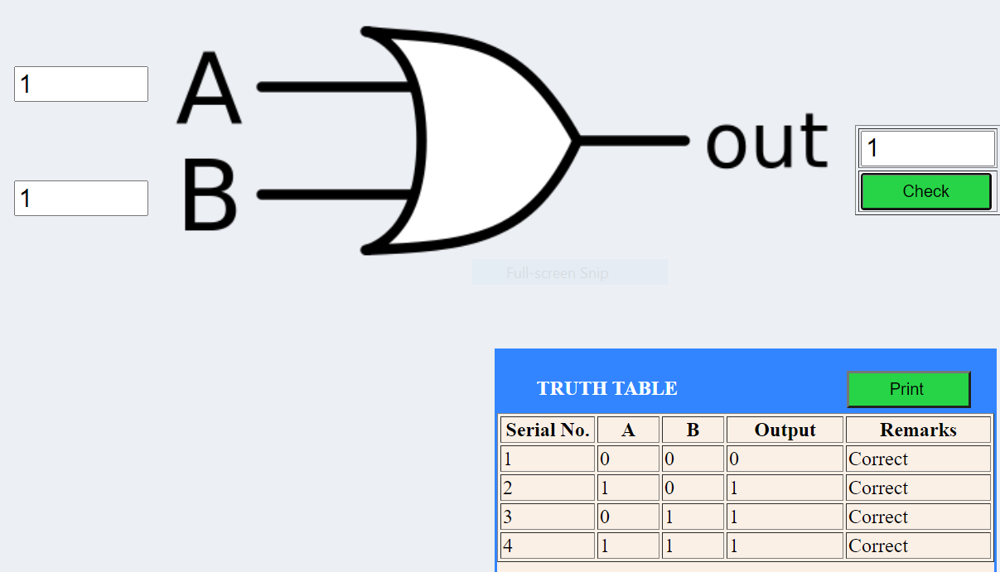 1
A
1
B
out
1
Check
Full-screen Snip
TRUTH TABLE
Print
Serial No. A B Output Remarks
1 0 0 0 Correct
2 1 0 1 Correct
3 0 1 1 Correct
4 1 1 1 Correct